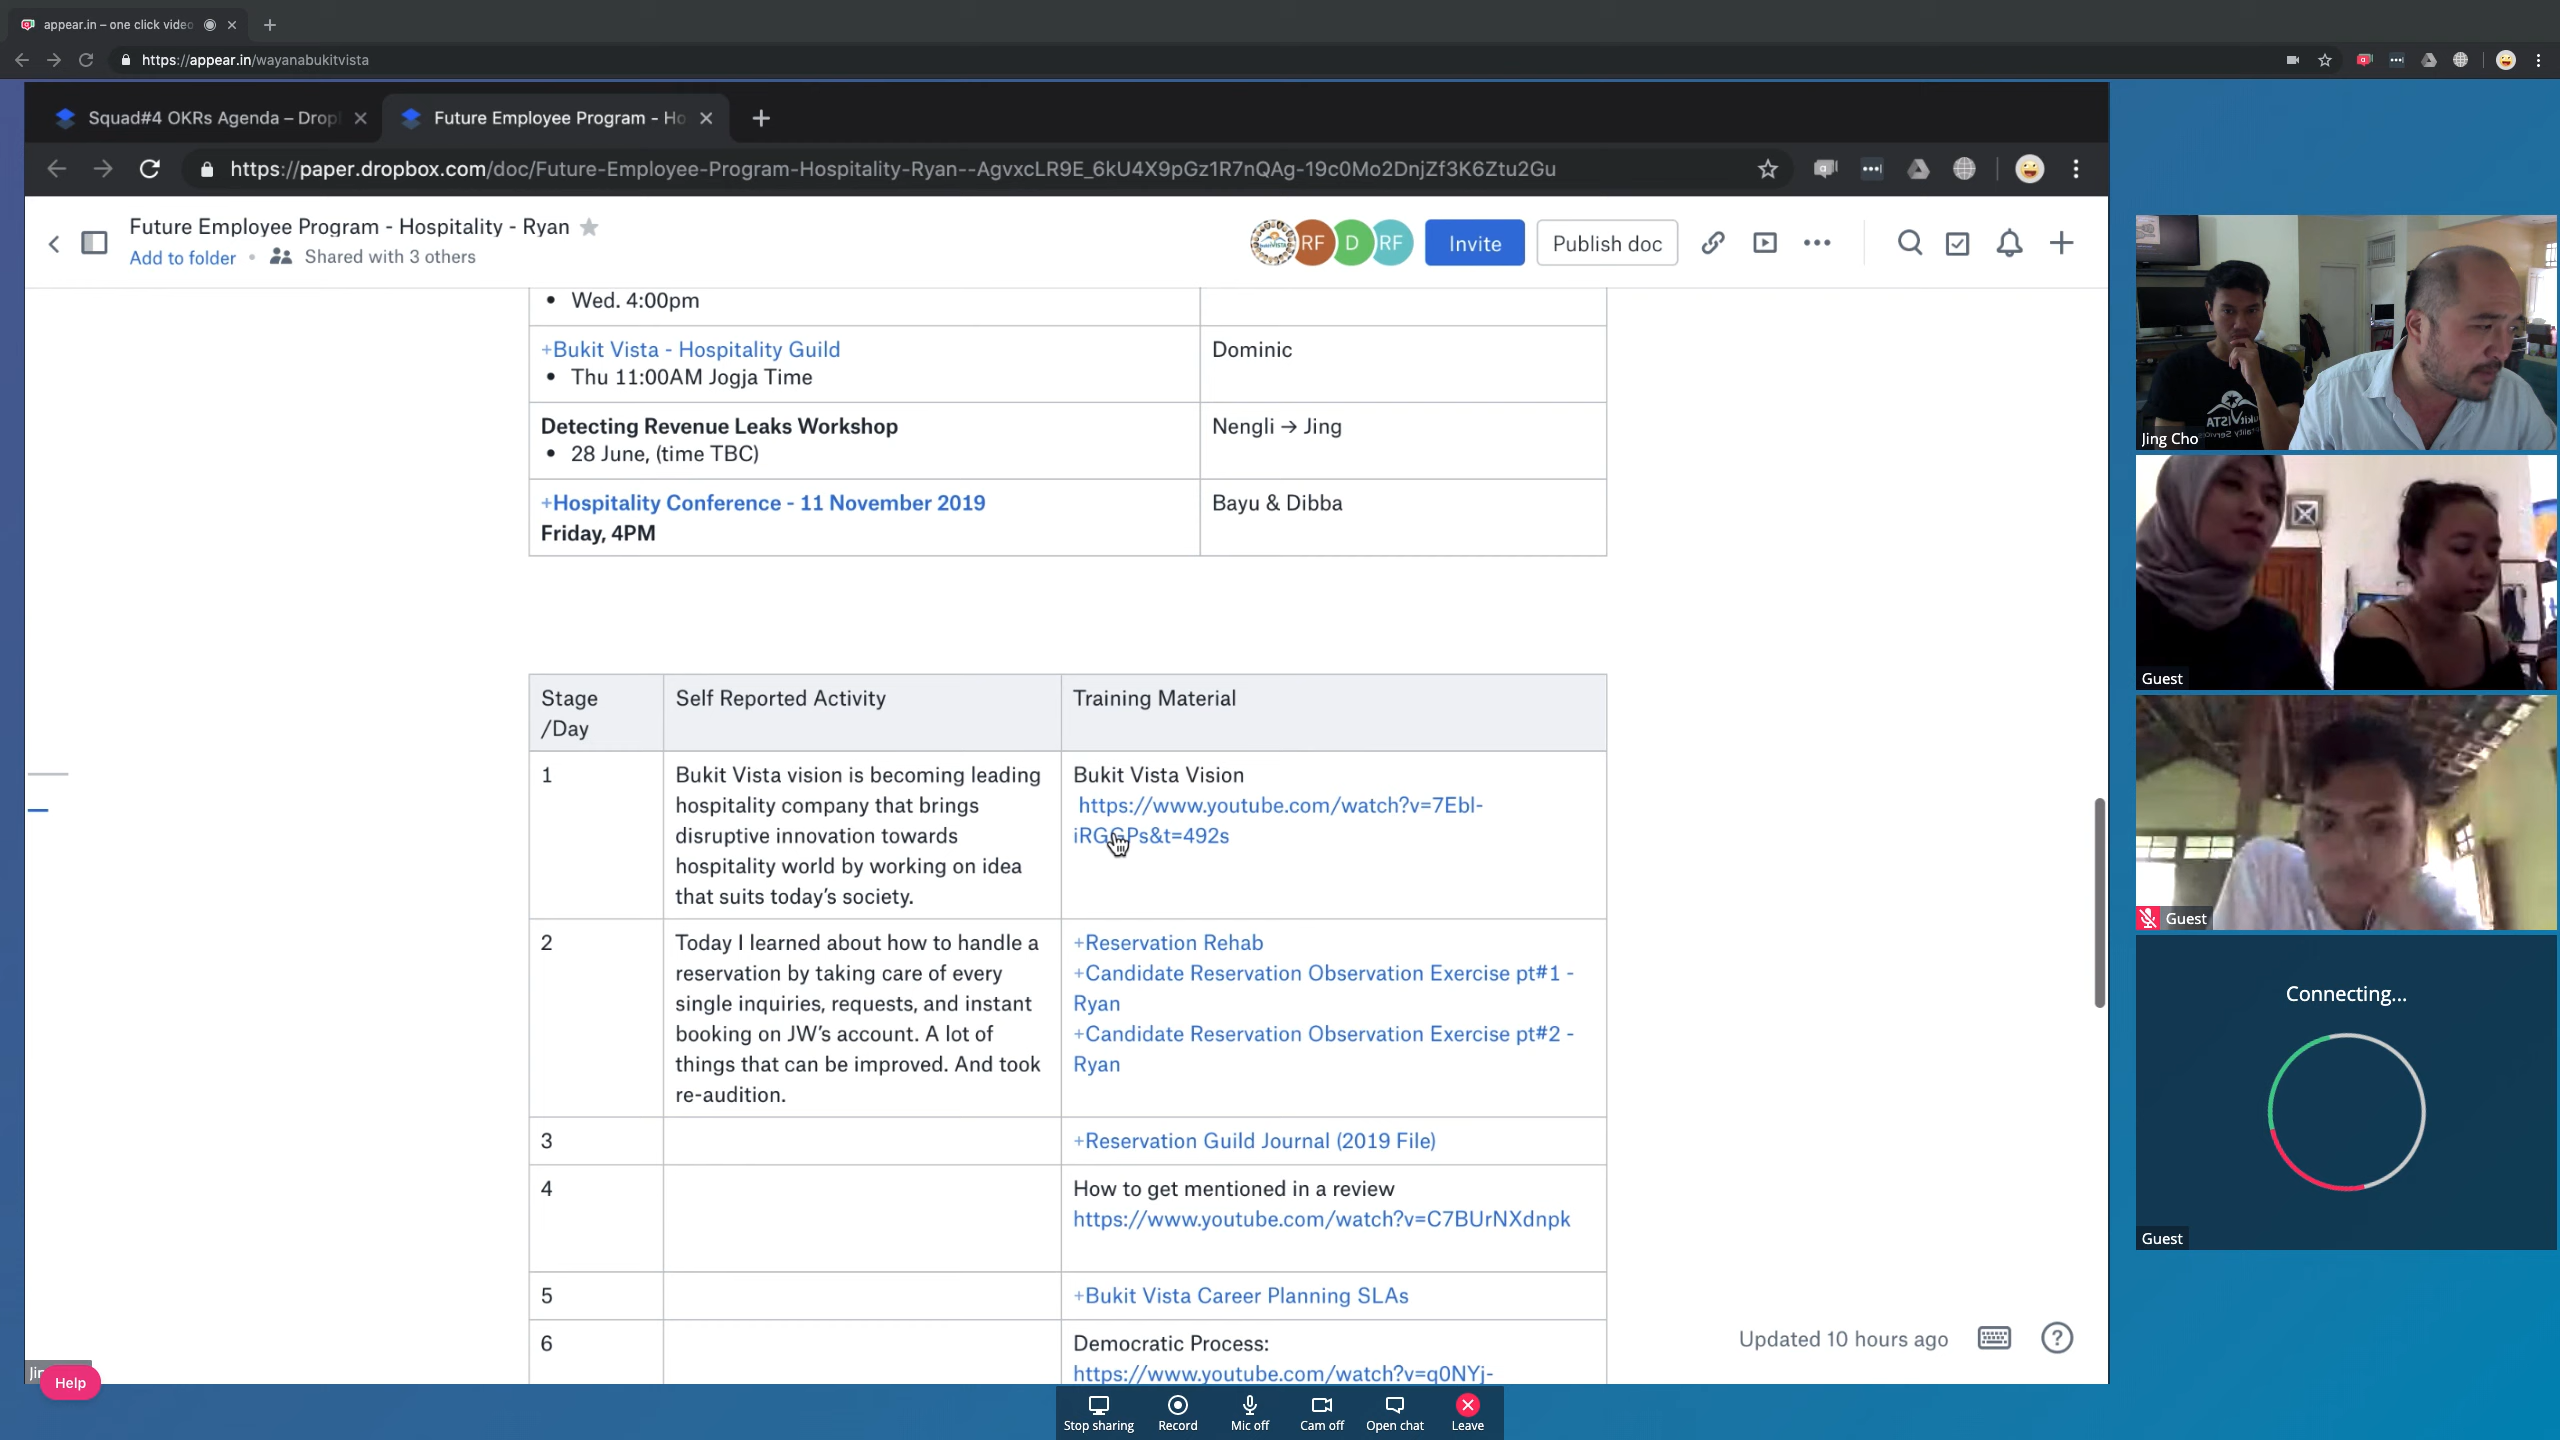 appear.in – one click video
https://appear.in/wayanabukitvista
Squad#4 OKRs Agenda – Drop
Future Employee Program - Ho
https://paper.dropbox.com/doc/Future-Employee-Program-Hospitality-Ryan--AgvxcLR9E_6kU4X9pGz1R7nQAg-19c0Mo2DnjZf3K6Ztu2Gu
Future Employee Program - Hospitality - Ryan
Add to folder • Shared with 3 others
RF D RF
Invite
Publish doc
• Wed. 4:00pm
+Bukit Vista - Hospitality Guild
• Thu 11:00AM Jogja Time
Dominic
Detecting Revenue Leaks Workshop
• 28 June, (time TBC)
Nengli → Jing
+Hospitality Conference - 11 November 2019
Friday, 4PM
Bayu & Dibba
Stage
/Day
Self Reported Activity
Training Material
1
Bukit Vista vision is becoming leading
hospitality company that brings
disruptive innovation towards
hospitality world by working on idea
that suits today's society.
Bukit Vista Vision
https://www.youtube.com/watch?v=7Ebl-
iRGGPs&t=492s
2
Today I learned about how to handle a
reservation by taking care of every
single inquiries, requests, and instant
booking on JW's account. A lot of
things that can be improved. And took
re-audition.
+Reservation Rehab
+Candidate Reservation Observation Exercise pt#1 -
Ryan
+Candidate Reservation Observation Exercise pt#2 -
Ryan
3
+Reservation Guild Journal (2019 File)
4
How to get mentioned in a review
https://www.youtube.com/watch?v=C7BUrNXdnpk
5
+Bukit Vista Career Planning SLAs
6
Democratic Process:
https://www.youtube.com/watch?v=q0NYj-
Updated 10 hours ago
Jing Cho
Guest
Guest
Connecting...
Guest
Help
Stop sharing
Record
Mic off
Cam off
Open chat
Leave